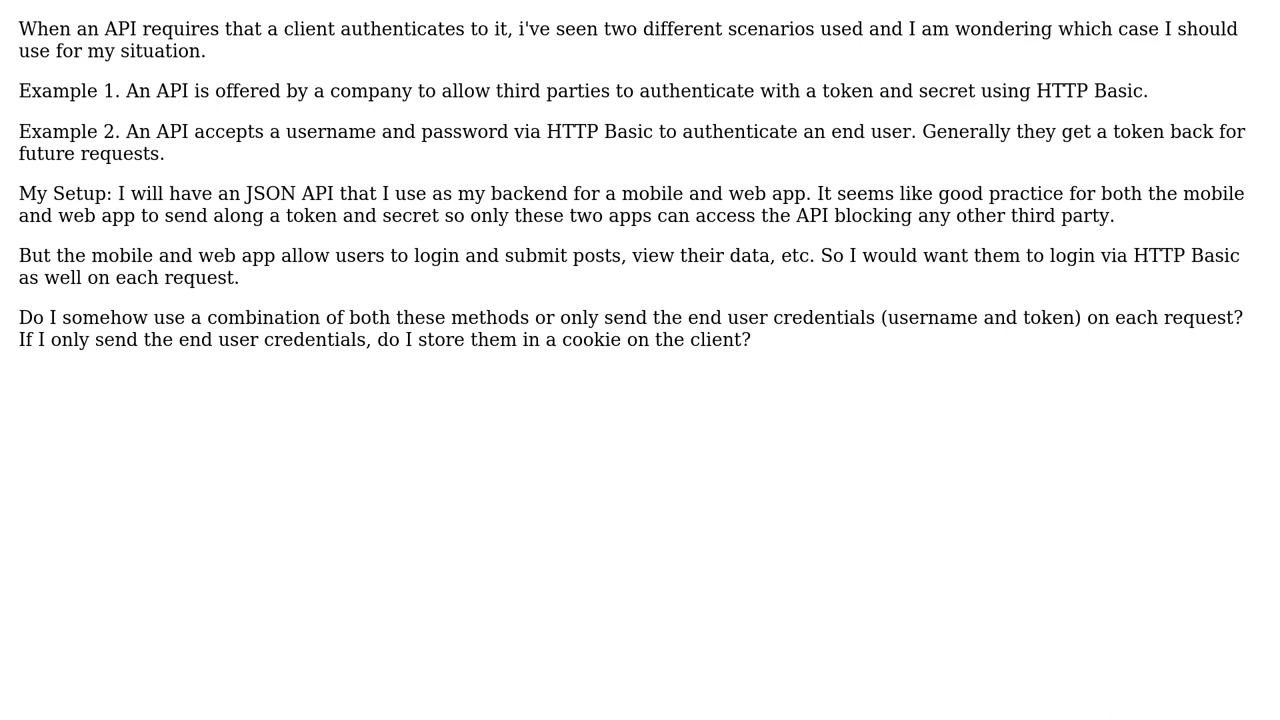 When an API requires that a client authenticates to it, i've seen two different scenarios used and I am wondering which case I should
use for my situation.
Example 1. An API is offered by a company to allow third parties to authenticate with a token and secret using HTTP Basic.
Example 2. An API accepts a username and password via HTTP Basic to authenticate an end user. Generally they get a token back for
future requests.
My Setup: I will have an JSON API that I use as my backend for a mobile and web app. It seems like good practice for both the mobile
and web app to send along a token and secret so only these two apps can access the API blocking any other third party.
But the mobile and web app allow users to login and submit posts, view their data, etc. So I would want them to login via HTTP Basic
as well on each request.
Do I somehow use a combination of both these methods or only send the end user credentials (username and token) on each request?
If I only send the end user credentials, do I store them in a cookie on the client?